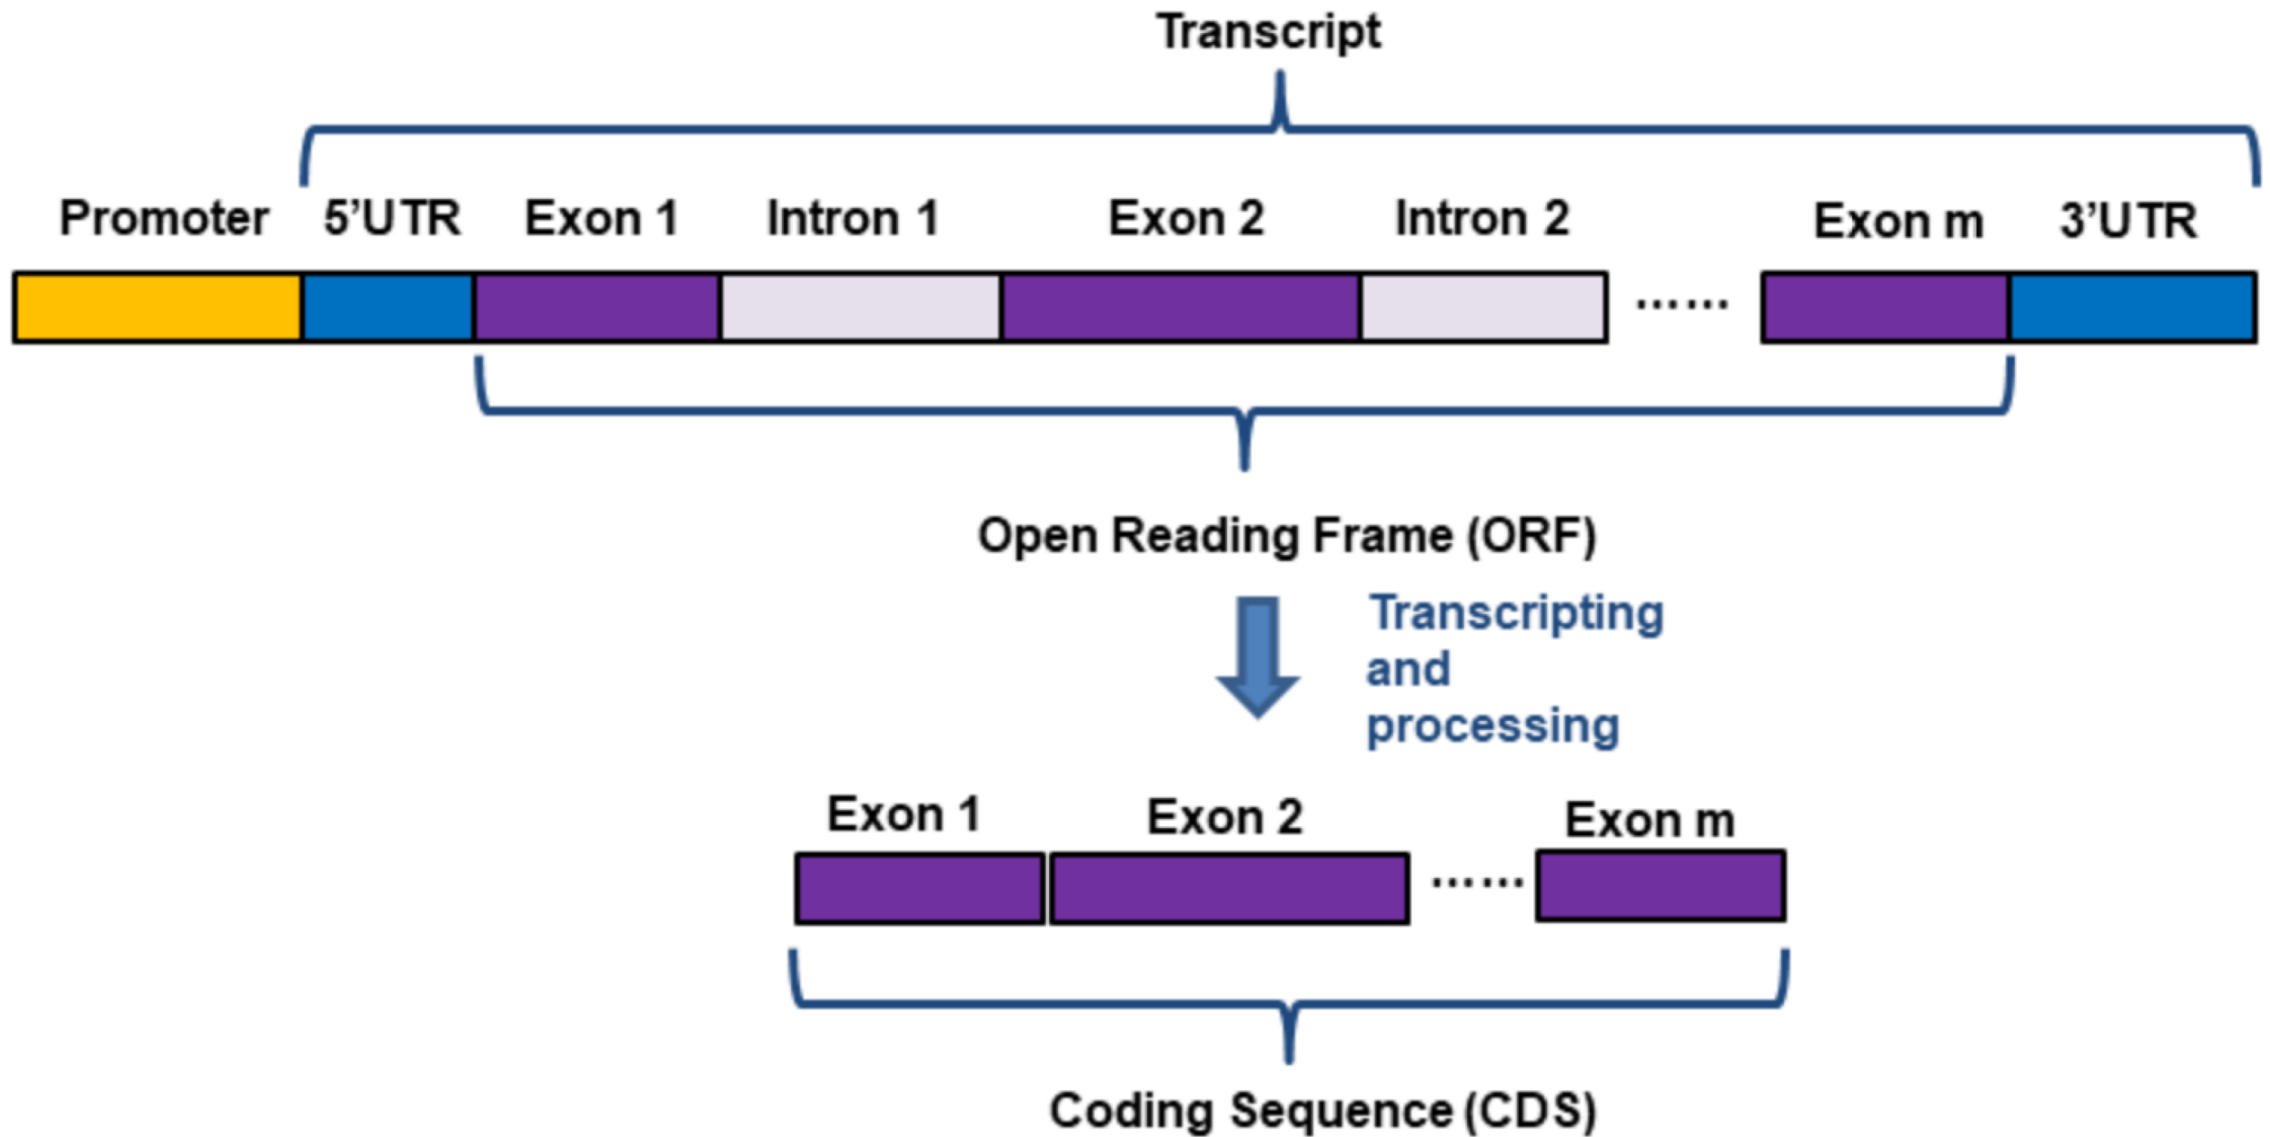 Transcript
Promoter 5'UTR Exon 1 Intron 1 Exon 2 Intron 2 Exon m 3'UTR
......
Open Reading Frame (ORF)
Transcripting
and
processing
Exon 1 Exon 2 Exon m
......
Coding Sequence (CDS)